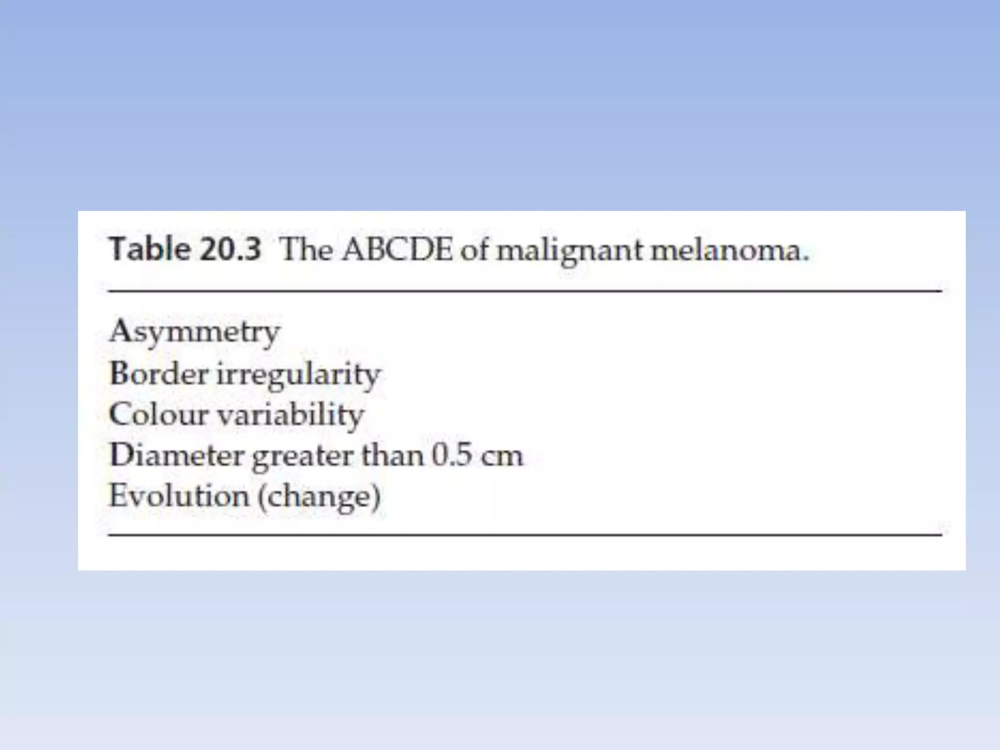 Table 20.3 The ABCDE of malignant melanoma.
Asymmetry
Border irregularity
Colour variability
Diameter greater than 0.5 cm
Evolution (change)